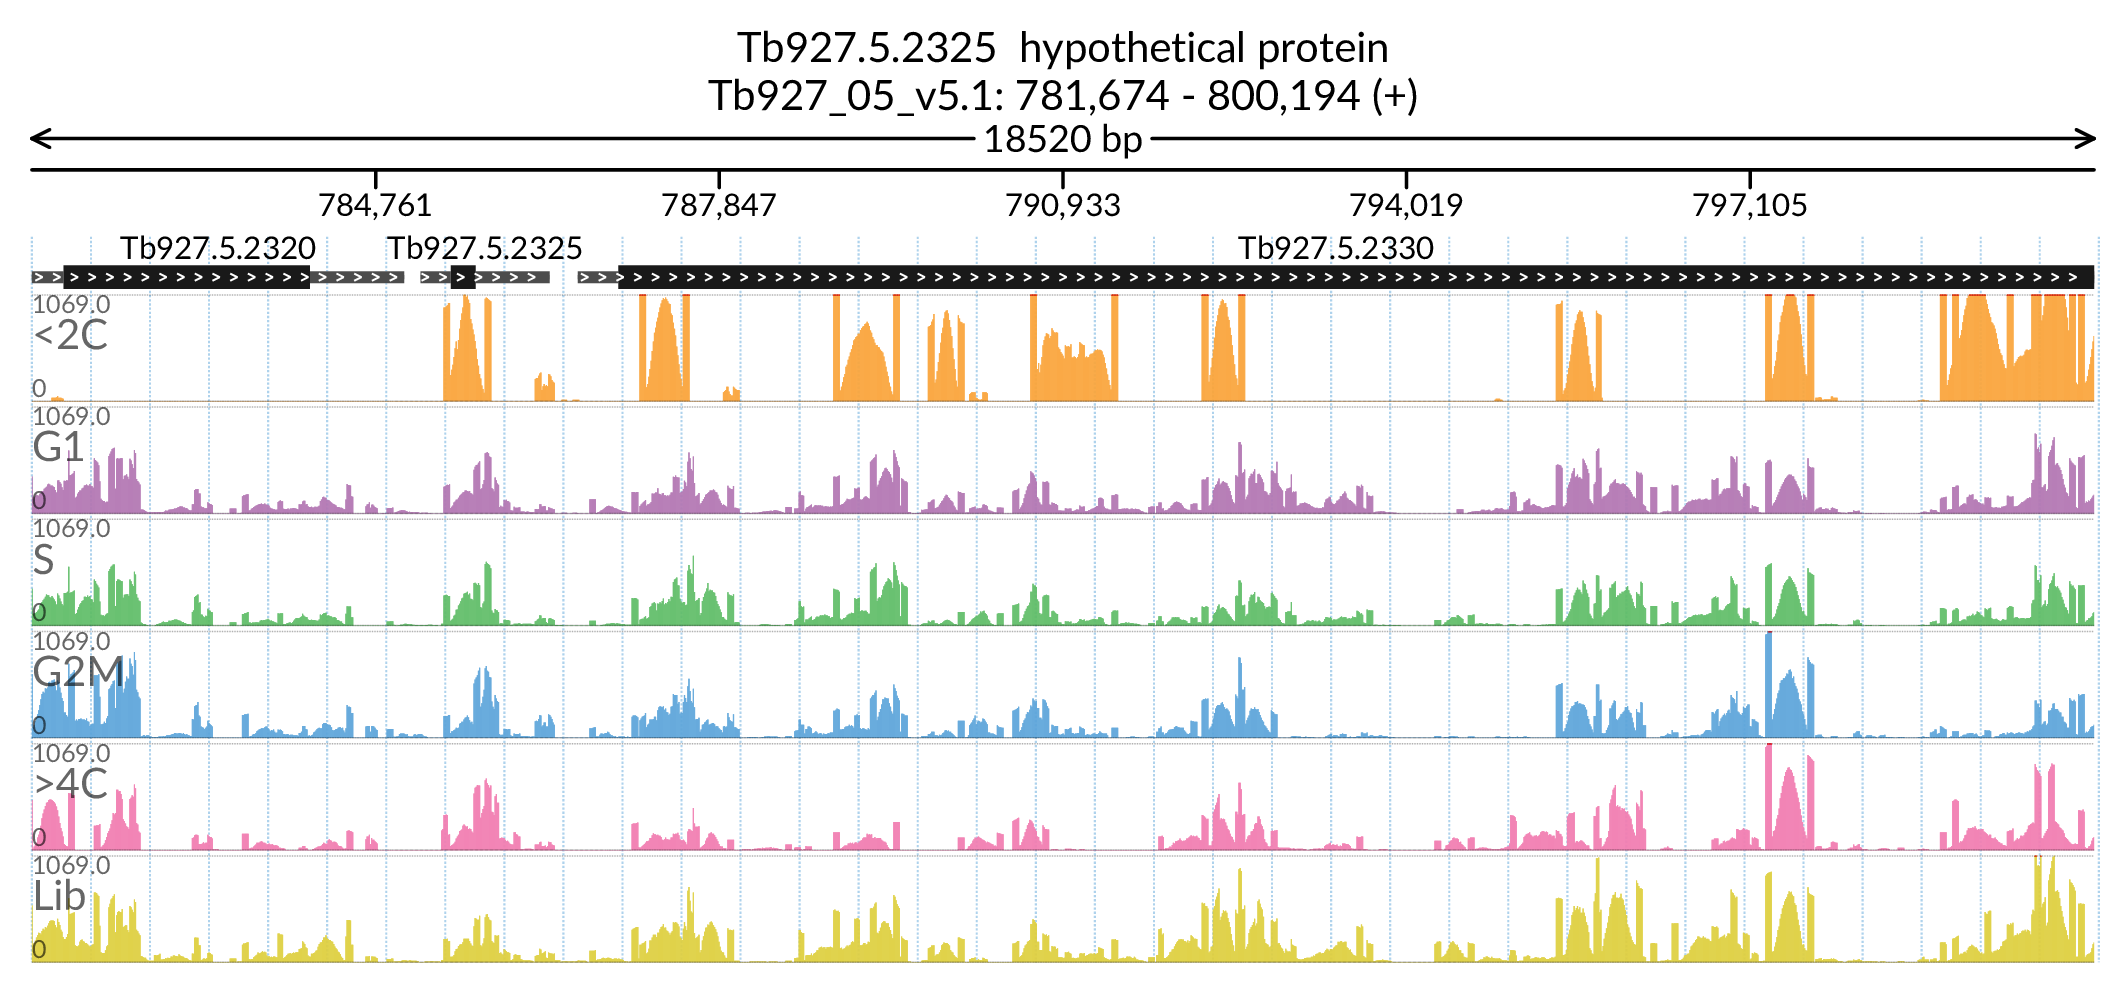 Tb927.5.2325 hypothetical protein
Tb927_05_v5.1: 781,674 - 800,194 (+)
18520 bp
784,761 787,847 790,933 794,019 797,105
Tb927.5.2320 Tb927.5.2325 Tb927.5.2330
1069.0
<2C
0
1069.0
G1
0
1069.0
S
0
1069.0
G2M
0
1069.0
>4C
0
1069.0
Lib
0